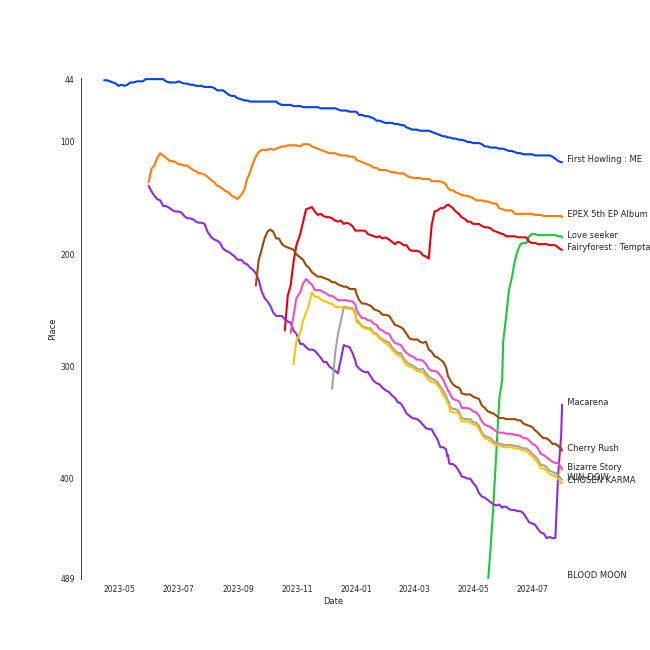 44
100
200
300
400
489
Place
2023-05
2023-07
2023-09
2023-11
2024-01
2024-03
2024-05
2024-07
Date
First Howling : ME
EPEX 5th EP Album
Love seeker
Fairyforest : Tempta
Macarena
Cherry Rush
Bizarre Story
WIN:DOW
CHOSEN KARMA
BLOOD MOON